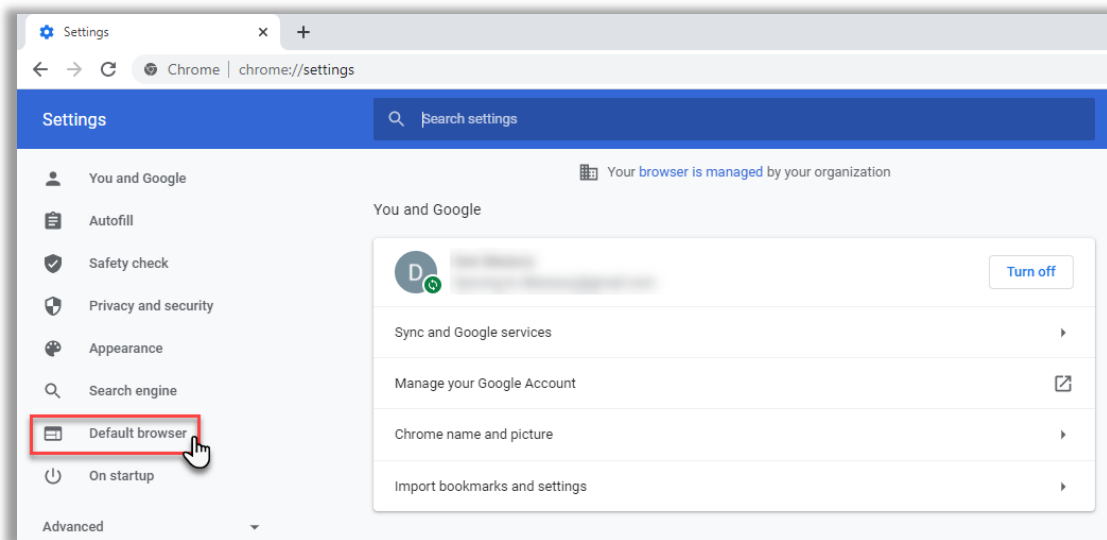 Settings
Chrome | chrome://settings
Settings
Search settings
You and Google
Autofill
Safety check
Privacy and security
Appearance
Search engine
Default browser
On startup
Advanced
Your browser is managed by your organization
You and Google
D
Turn off
Sync and Google services
Manage your Google Account
Chrome name and picture
Import bookmarks and settings